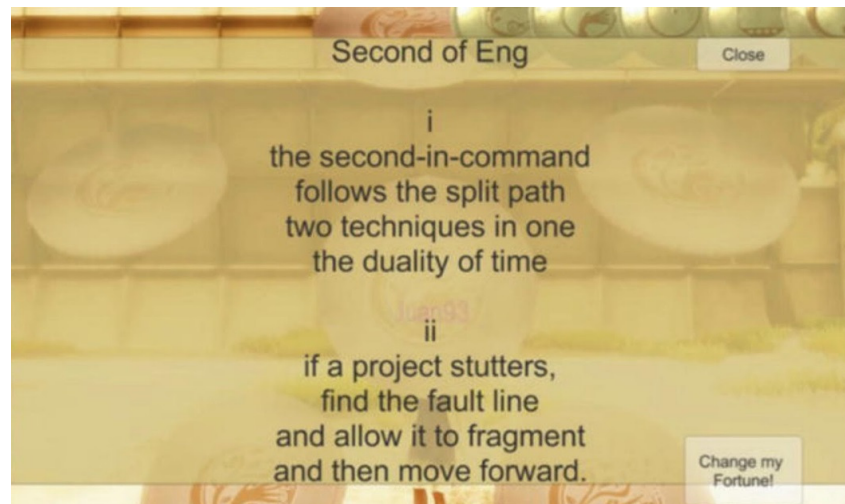 Second of Eng
Close
i
the second-in-command
follows the split path
two techniques in one
the duality of time
Juan93
ii
if a project stutters,
find the fault line
and allow it to fragment
and then move forward.
Change my
Fortune!